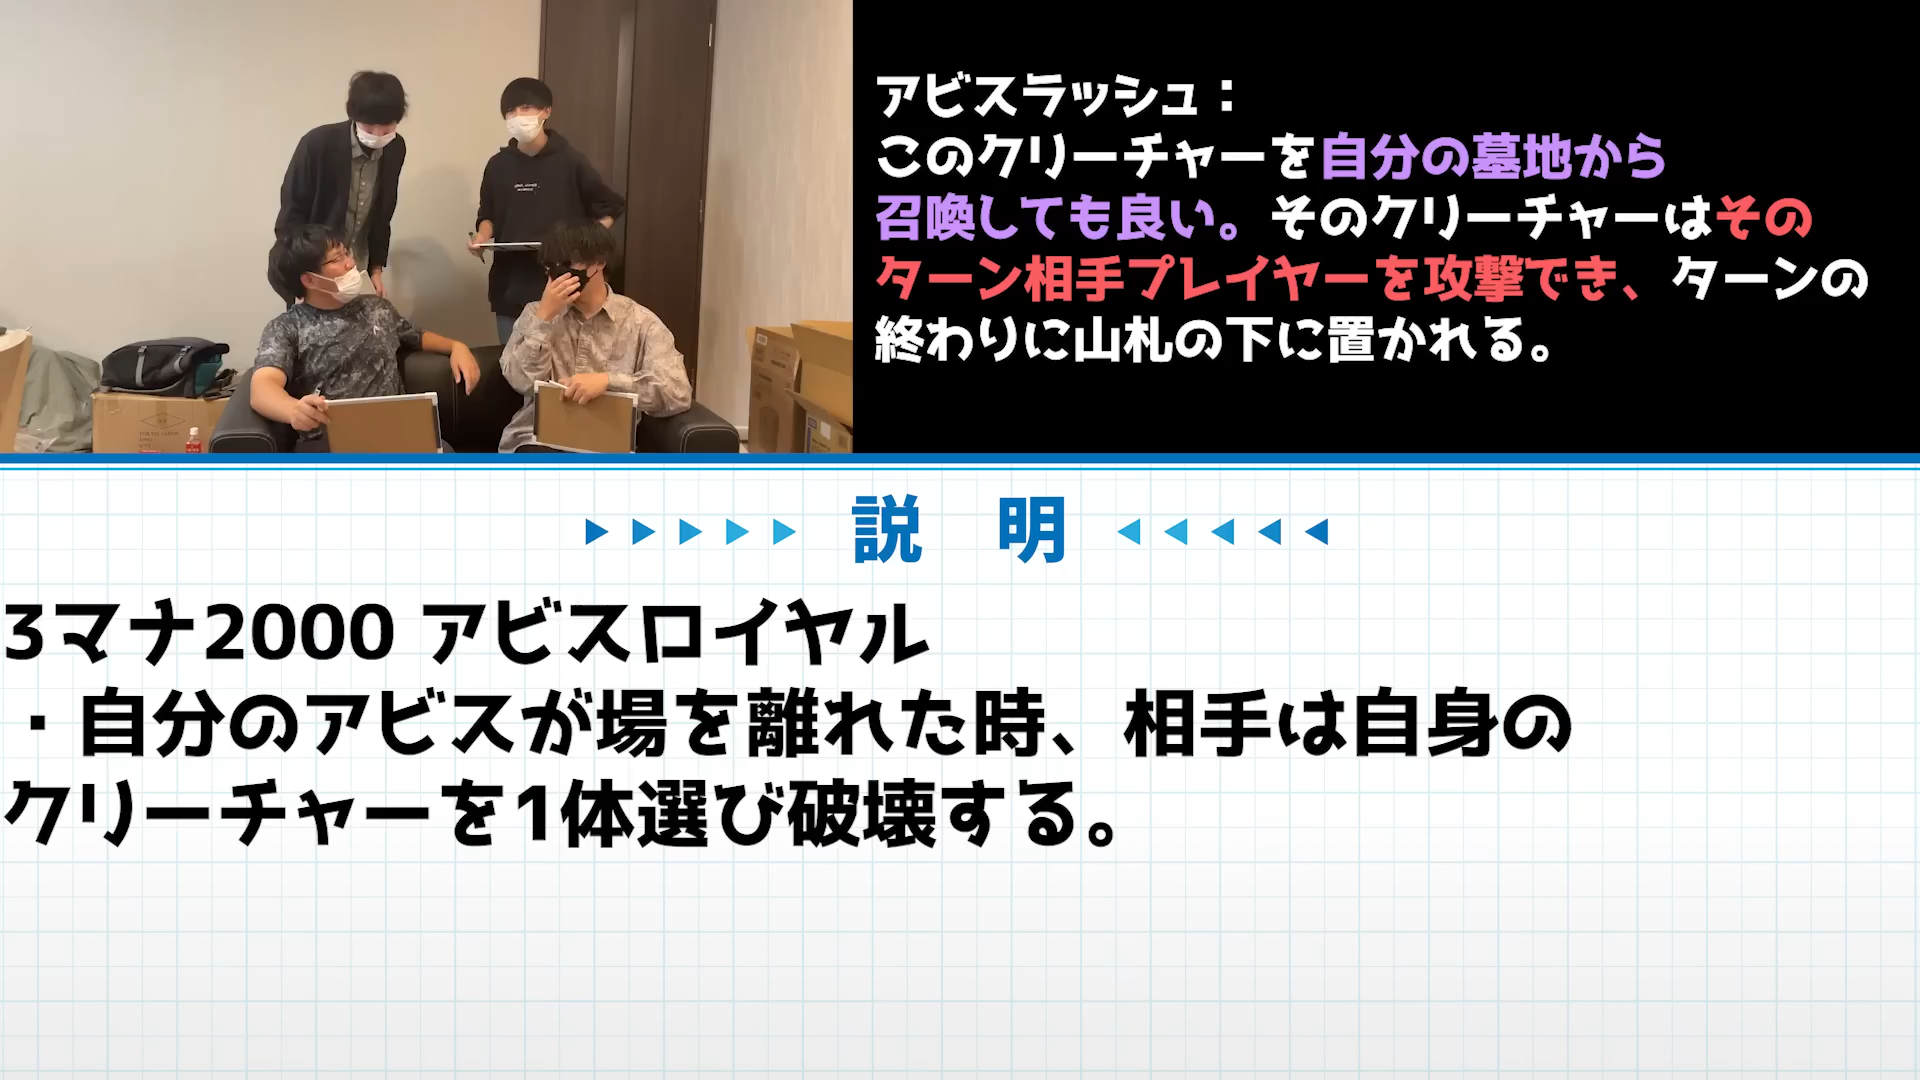 アビスラッシュ：
このクリーチャーを自分の墓地から
召喚しても良い。そのクリーチャーはその
ターン相手プレイヤーを攻撃でき、ターンの
終わりに山札の下に置かれる。
説 明
3マナ2000 アビスロイヤル
・自分のアビスが場を離れた時、相手は自身の
クリーチャーを1体選び破壊する。